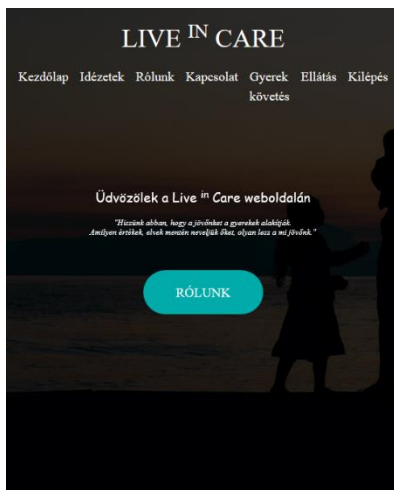 LIVE IN CARE
Kezdőlap Idézetek Rólunk Kapcsolat Gyerek követés Ellátás Kilépés
Üdvözölek a Live in Care weboldalán
"Hiszünk abban, hogy a jövőnket a gyerekek alakítják.
Amilyen értékek, elvek mentén neveljük őket, olyan lesz a mi jövőnk."
RÓLUNK